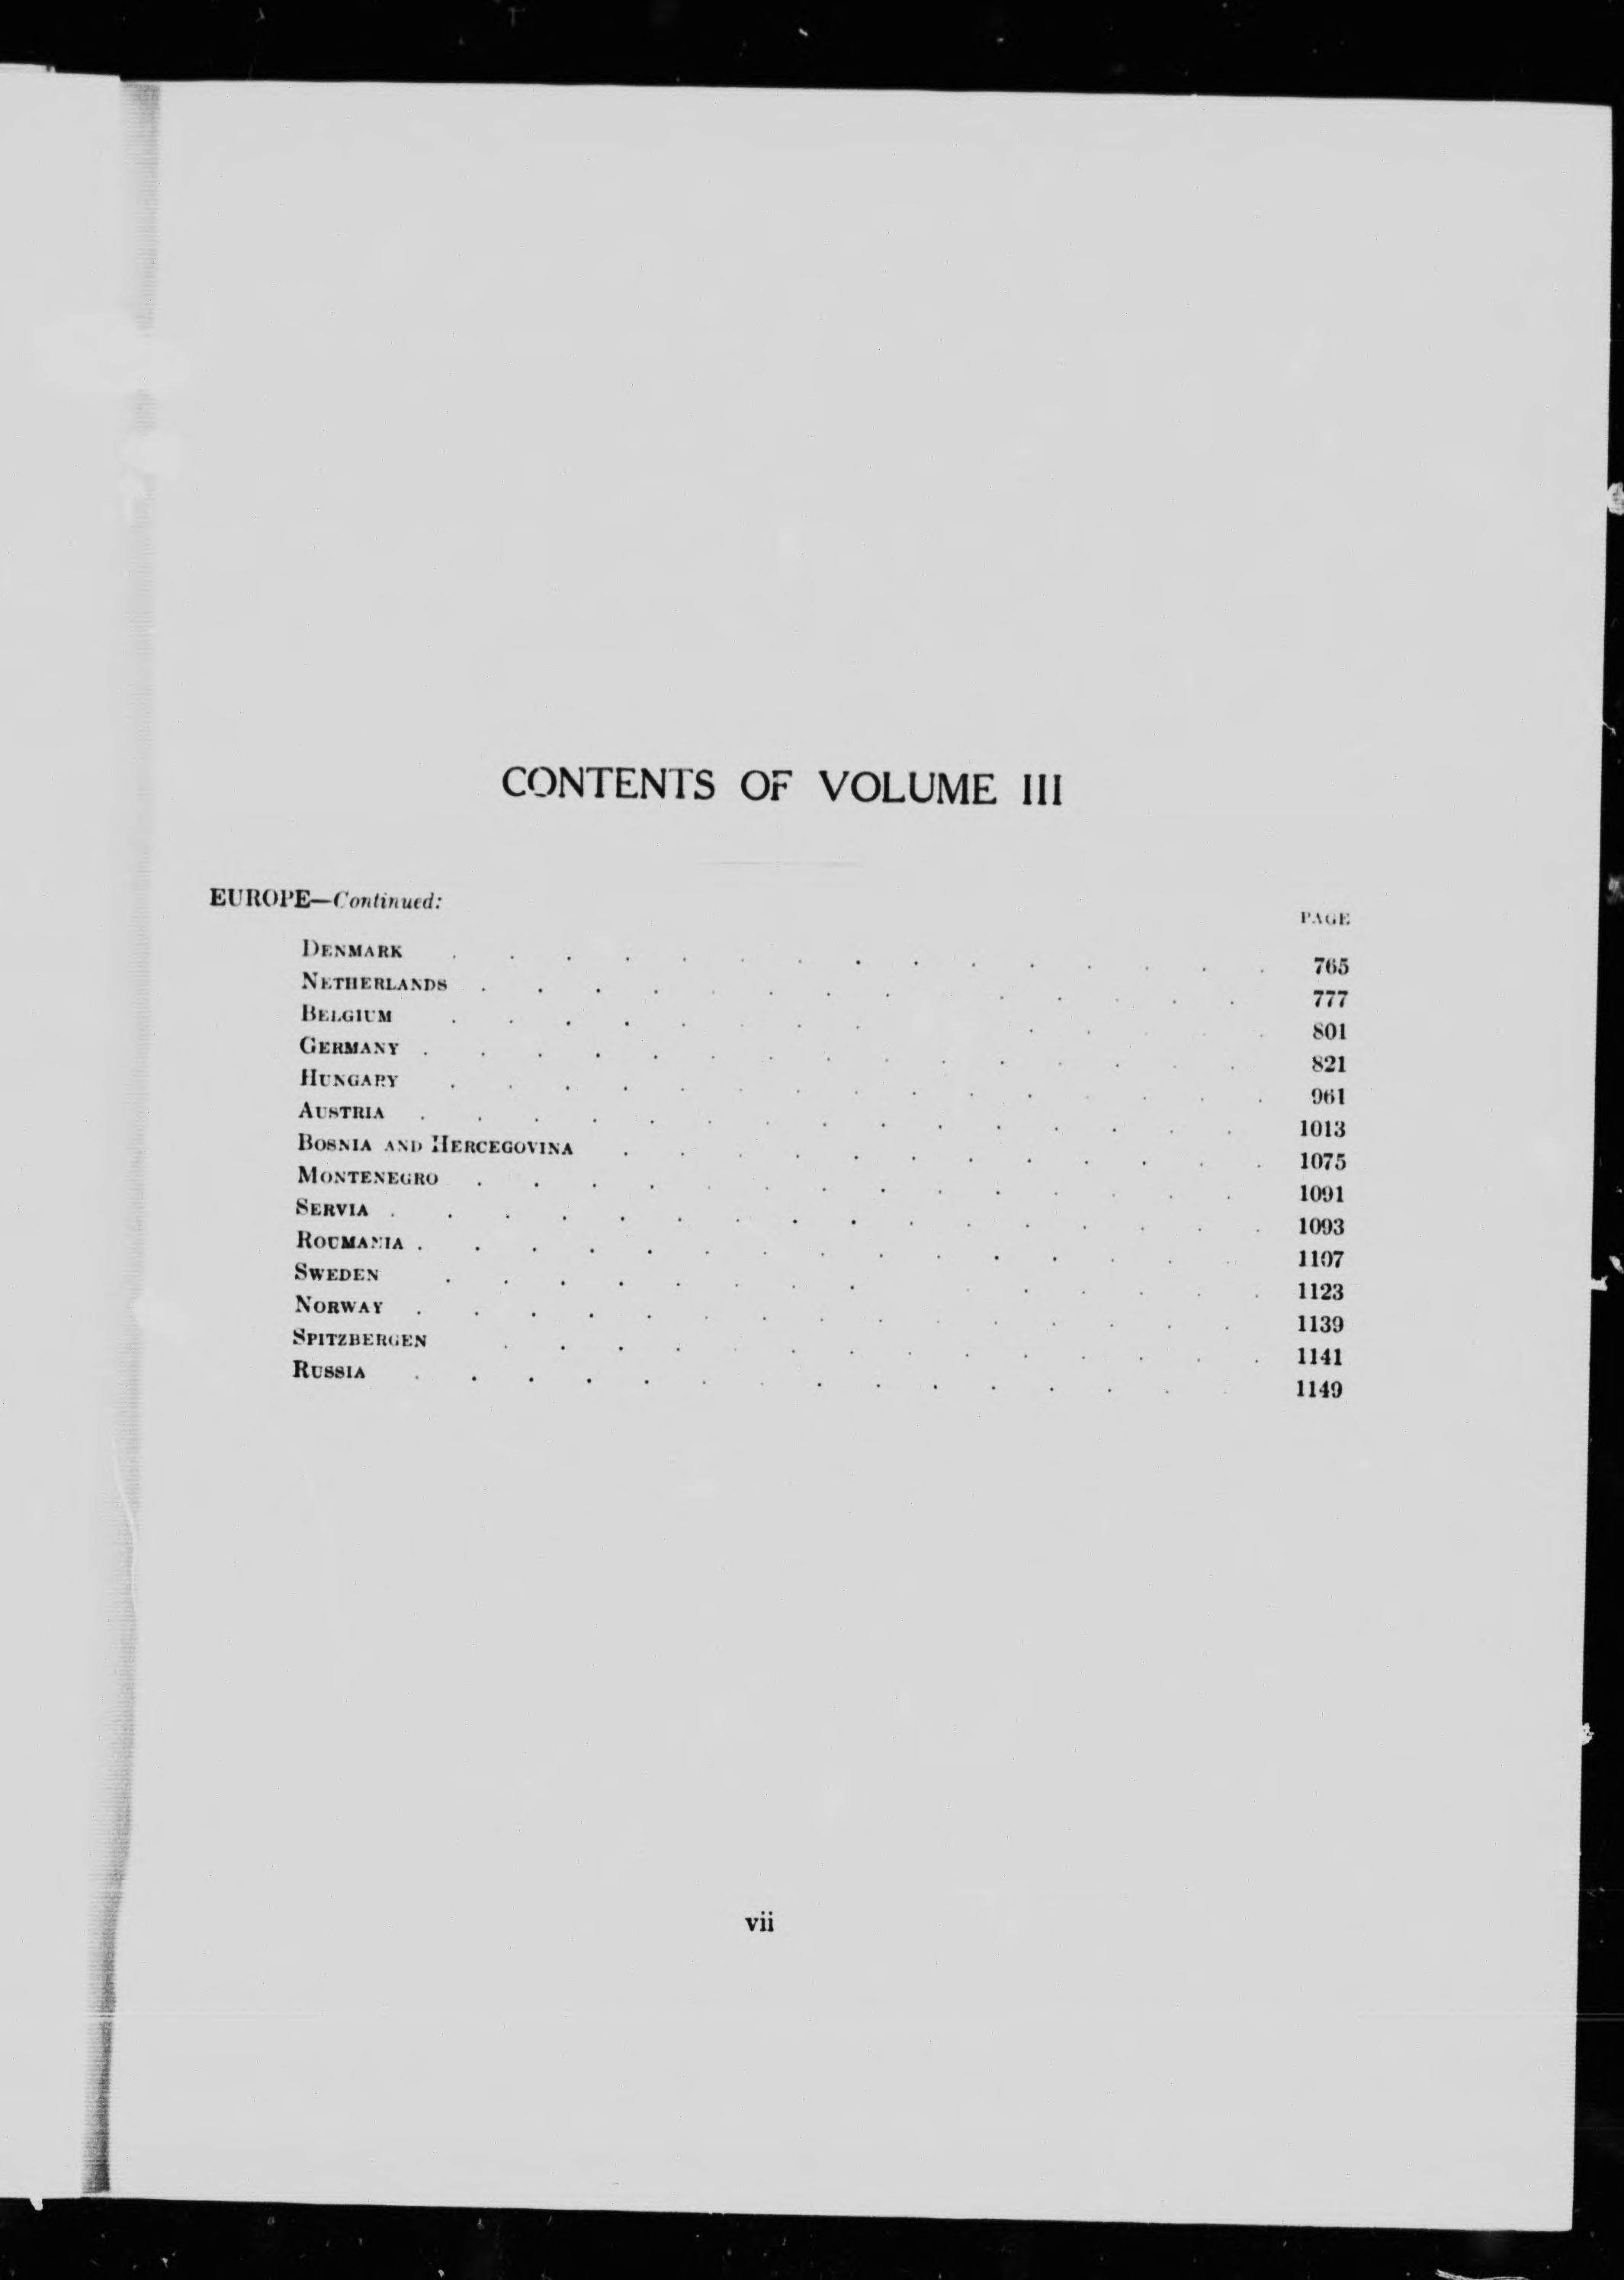 CONTENTS OF VOLUME III
EUROPE—Continued:
PAGE
DENMARK . . . . . . . . . . . . . . . 765
NETHERLANDS . . . . . . . . . . . . . . 777
BELGIUM . . . . . . . . . . . . . 801
GERMANY . . . . . . . . . . . . . . . 821
HUNGARY . . . . . . . . . . . . . . . 961
AUSTRIA . . . . . . . . . . . . . . . 1013
BOSNIA AND HERCEGOVINA . . . . . . . . . . . . 1075
MONTENEGRO . . . . . . . . . . . . . . 1091
SERVIA . . . . . . . . . . . . . . . . 1093
ROUMANIA . . . . . . . . . . . . . . . 1107
SWEDEN . . . . . . . . . . . . . . 1123
NORWAY . . . . . . . . . . . . . . . 1139
SPITZBERGEN . . . . . . . . . . . . . . 1141
RUSSIA . . . . . . . . . . . . . . . 1149
vii